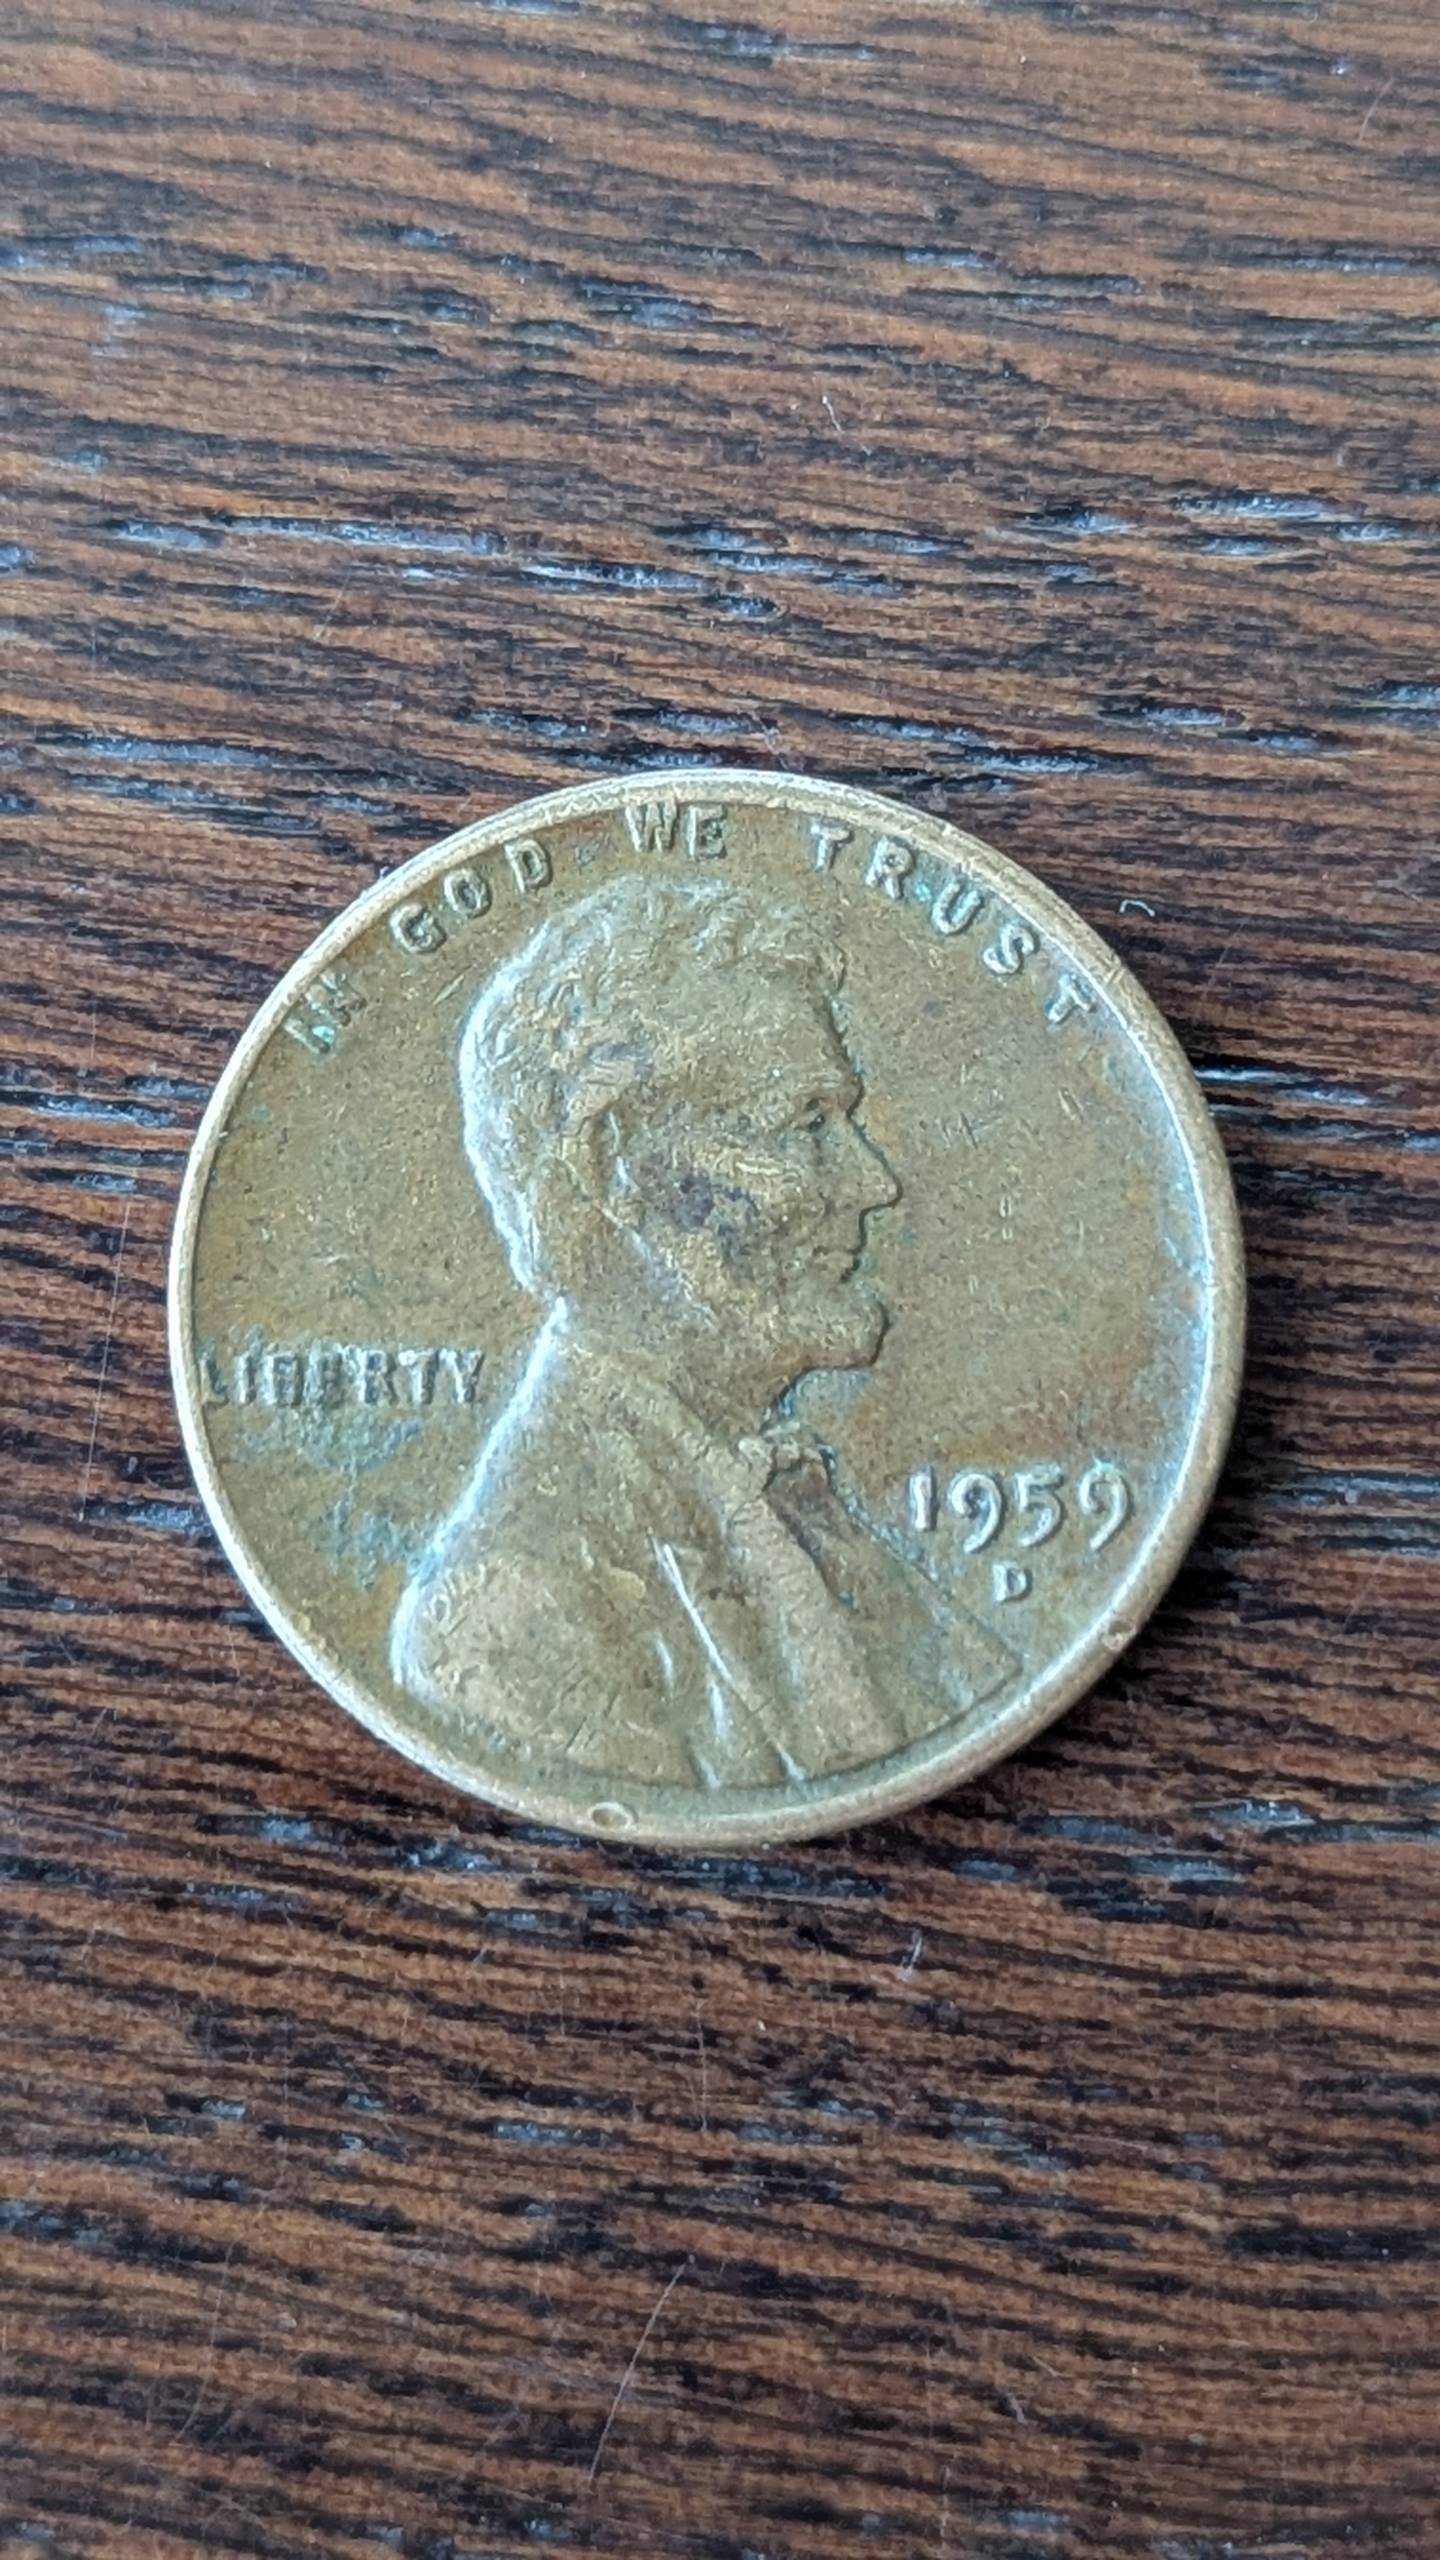 IN GOD WE TRUST
LIBERTY
1959
D